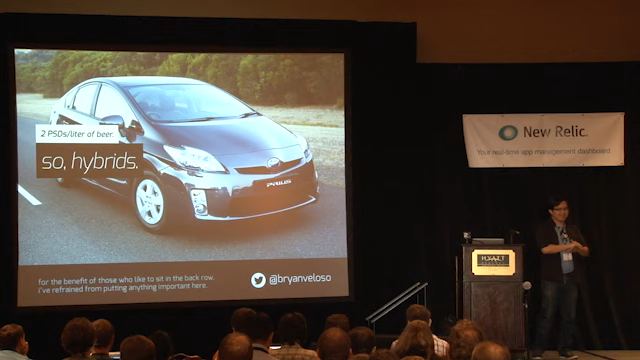 2 PSDs/liter of beer.
so, hybrids.
PRIUS
for the benefit of those who like to sit in the back row.
i've refrained from putting anything important here.
@bryanveloso
New Relic.
Your real-time app management dashboard
HYATT